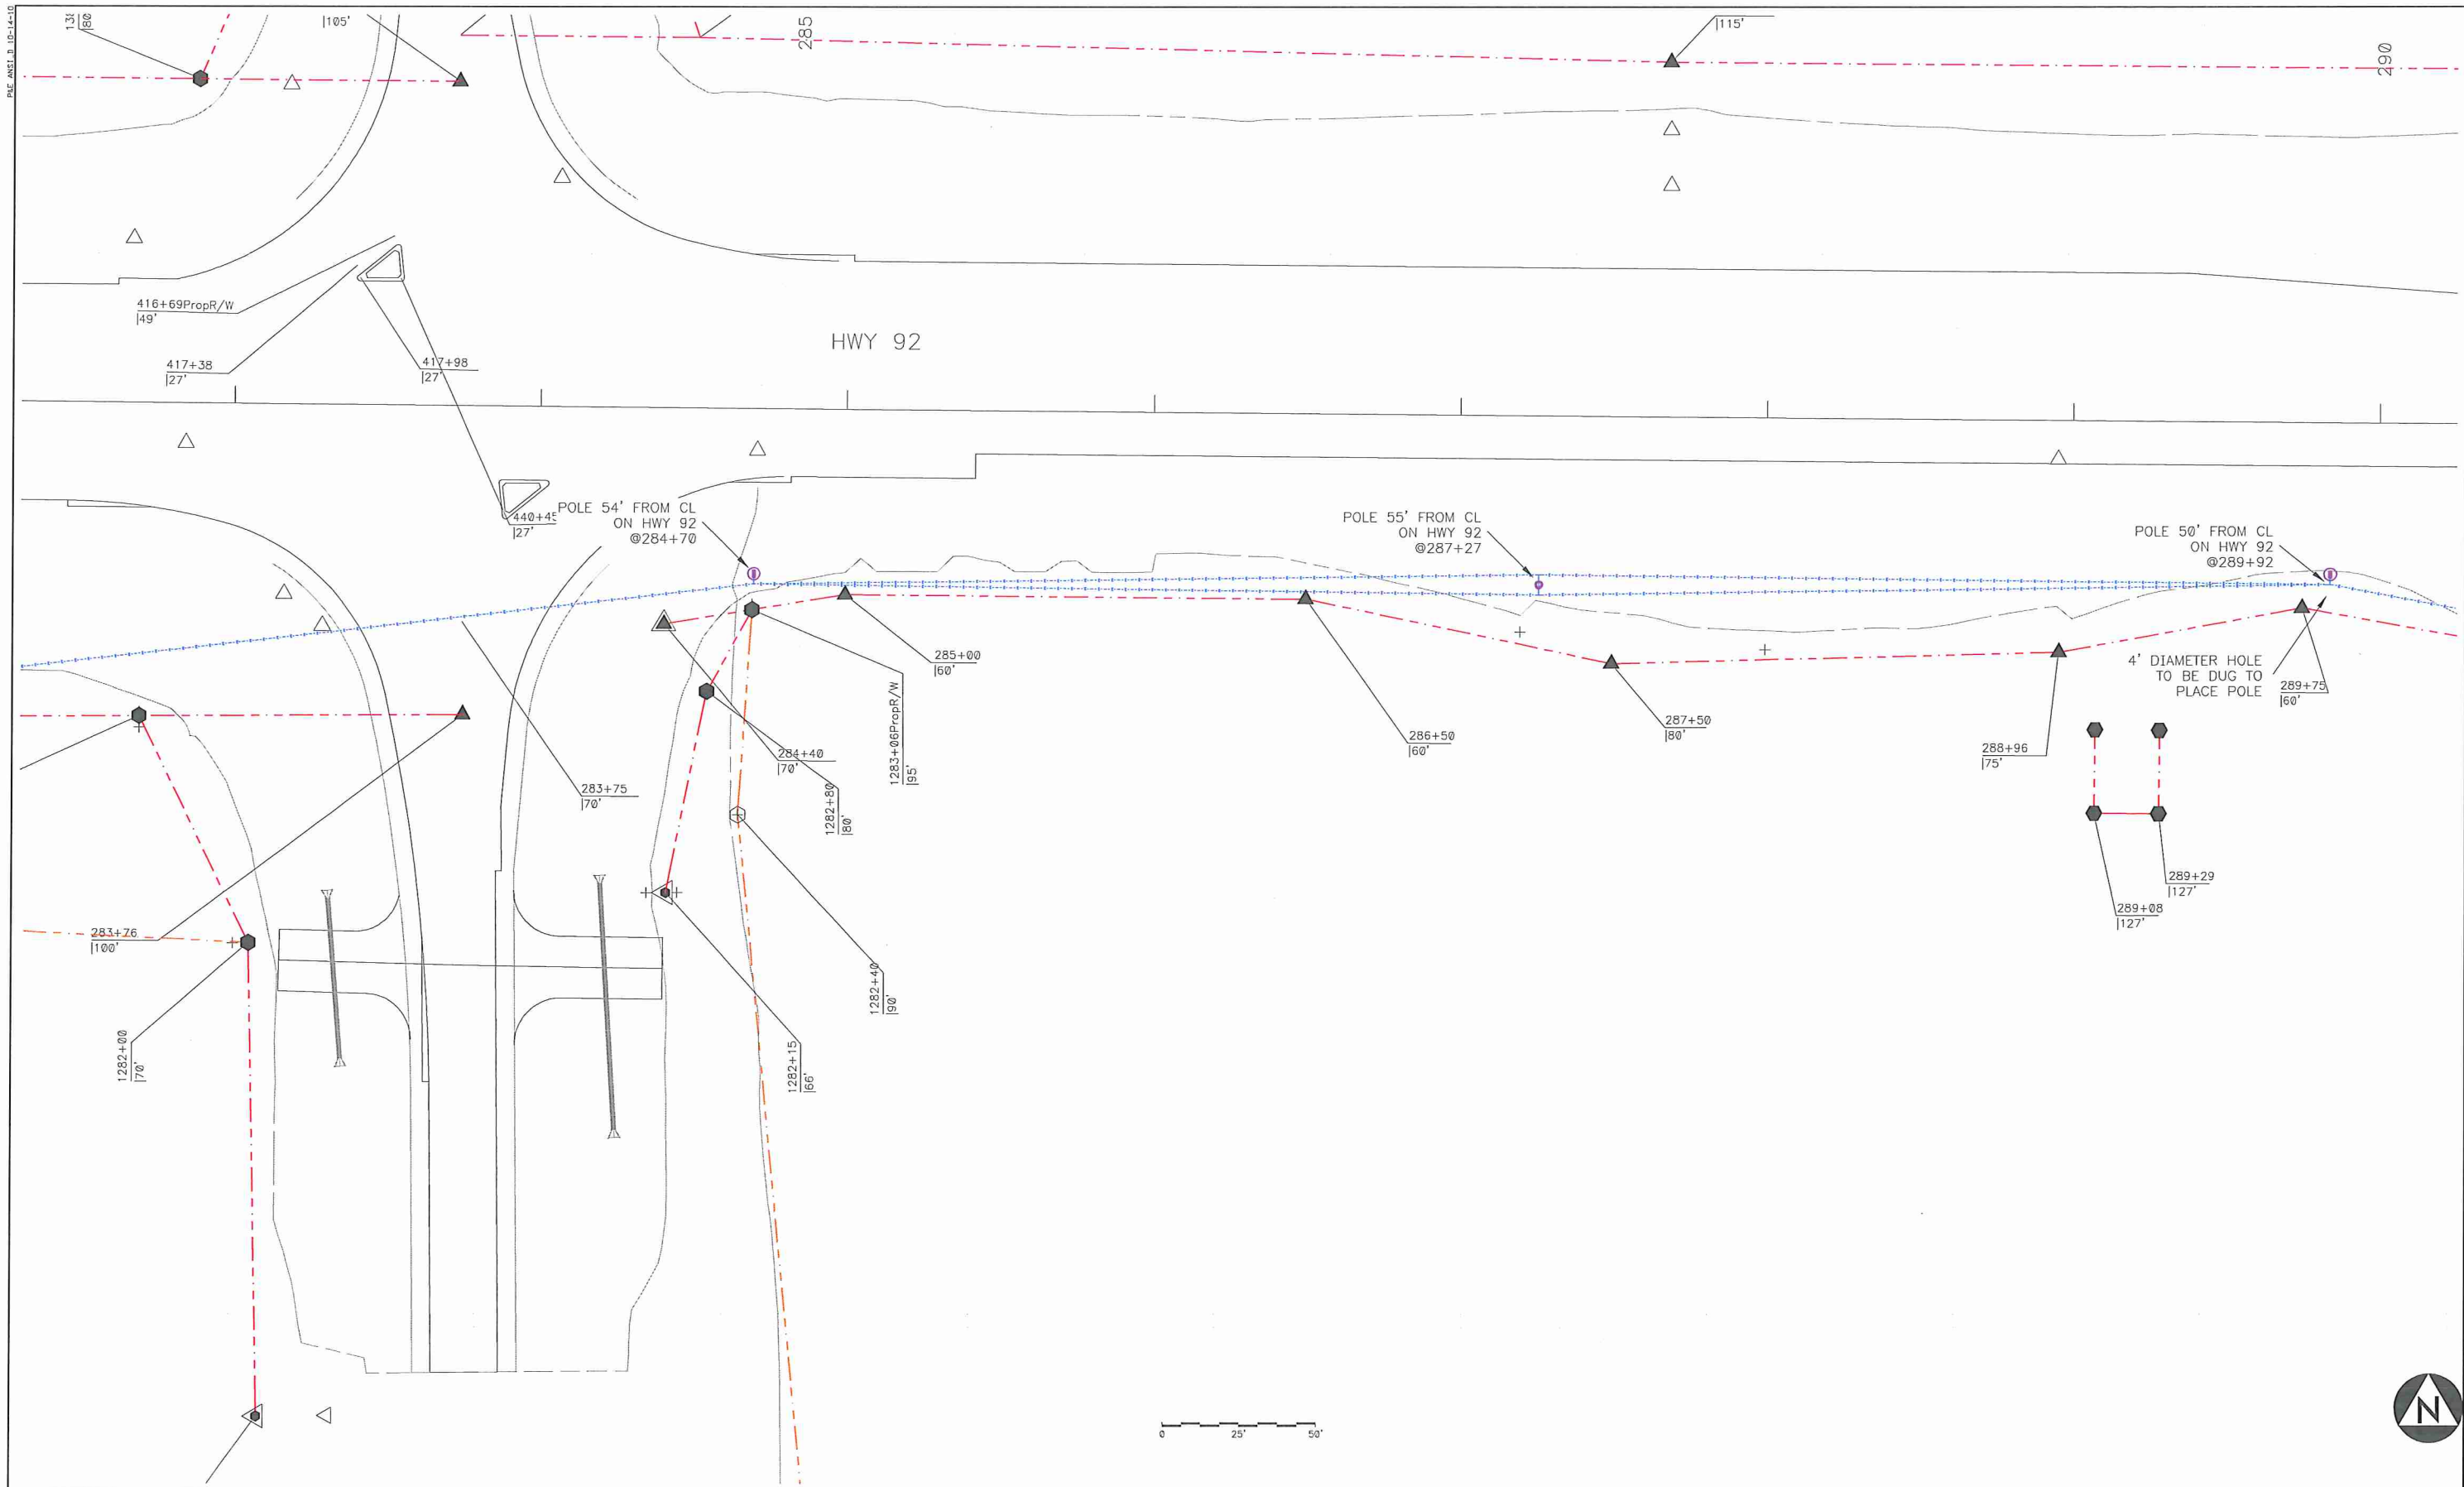 PLE ANSI_D 10-14-10
|80
|105'
285
|115'
290
416+69PropR/W
|49'
417+38
|27'
417+98
|27'
HWY 92
440+45
|27'
POLE 54' FROM CL
ON HWY 92
@284+70
POLE 55' FROM CL
ON HWY 92
@287+27
POLE 50' FROM CL
ON HWY 92
@289+92
285+00
|60'
1283+06PropR/W
|95'
284+40
|70'
283+75
|70'
1282+80
|80'
286+50
|60'
287+50
|80'
4' DIAMETER HOLE
TO BE DUG TO
PLACE POLE
289+75
|60'
288+96
|75'
289+29
|127'
289+08
|127'
283+76
|100'
1282+40
|90'
1282+00
|70'
1282+15
|66'
0 25' 50'
N